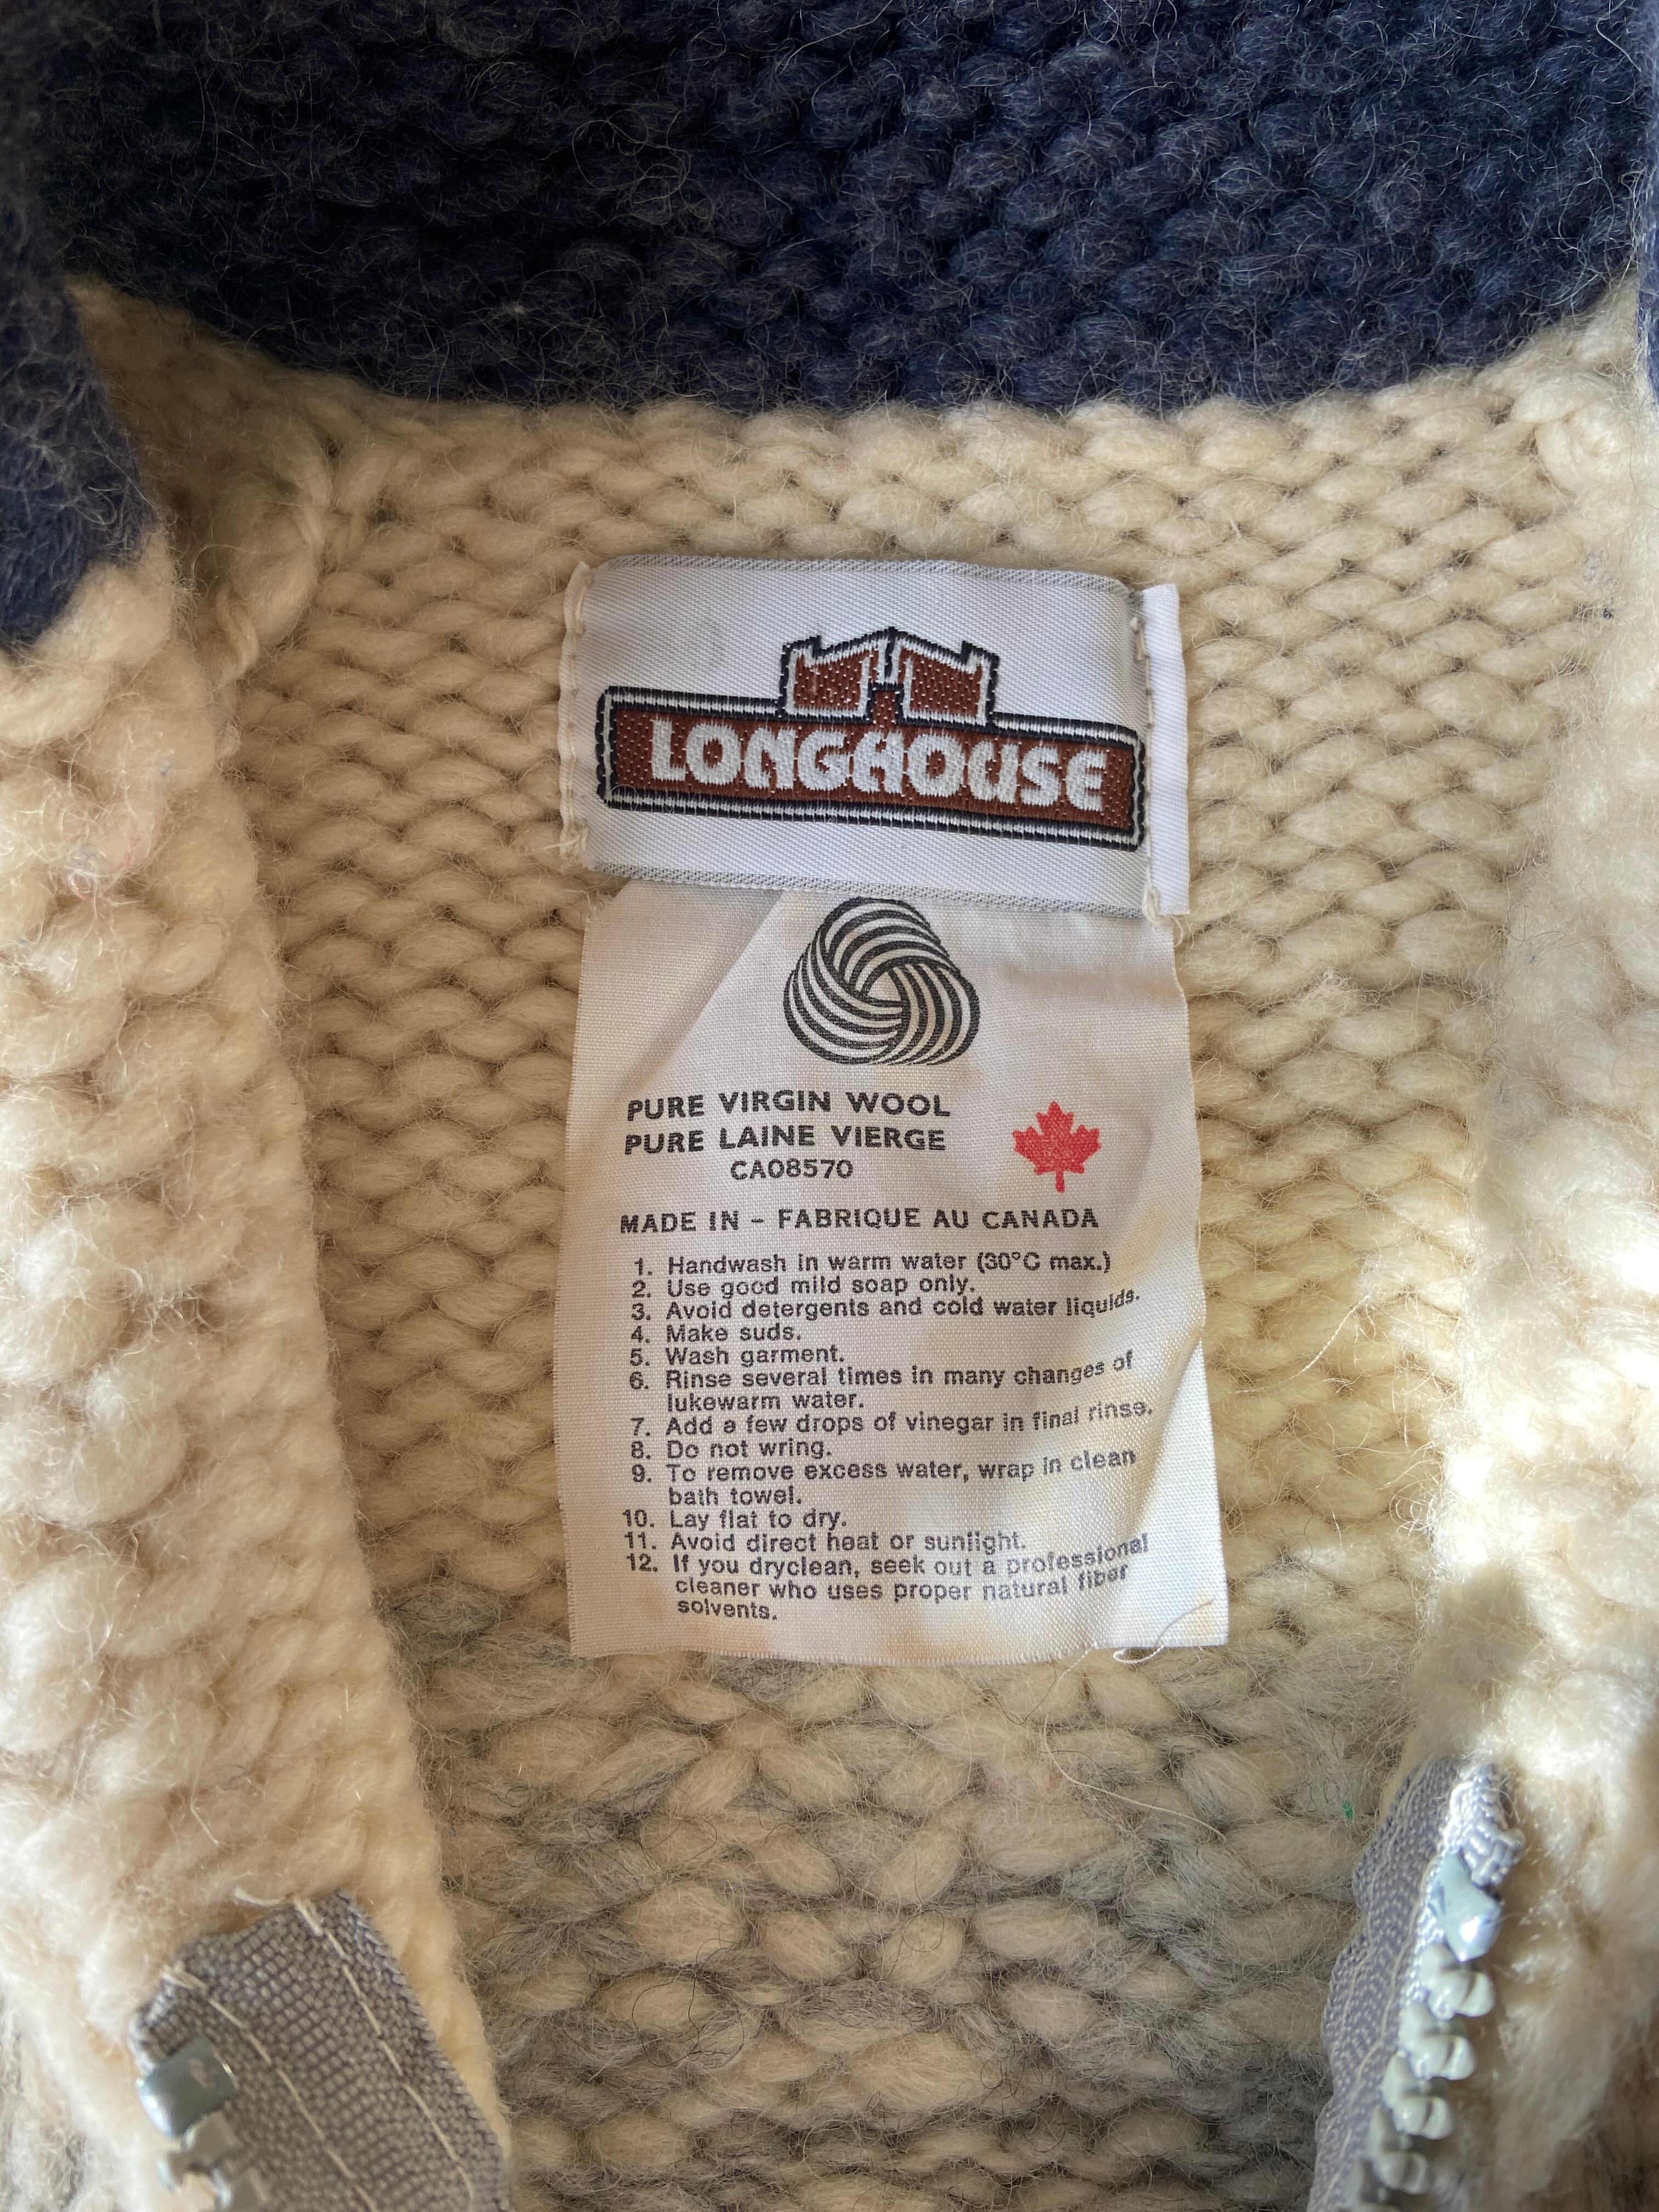 LONGHOUSE
PURE VIRGIN WOOL
PURE LAINE VIERGE
CA08570
MADE IN – FABRIQUE AU CANADA
1. Handwash in warm water (30°C max.)
2. Use good mild soap only.
3. Avoid detergents and cold water liquids.
4. Make suds.
5. Wash garment.
6. Rinse several times in many changes of
lukewarm water.
7. Add a few drops of vinegar in final rinse.
8. Do not wring.
9. To remove excess water, wrap in clean
bath towel.
10. Lay flat to dry.
11. Avoid direct heat or sunlight.
12. If you dryclean, seek out a professional
cleaner who uses proper natural fiber
solvents.